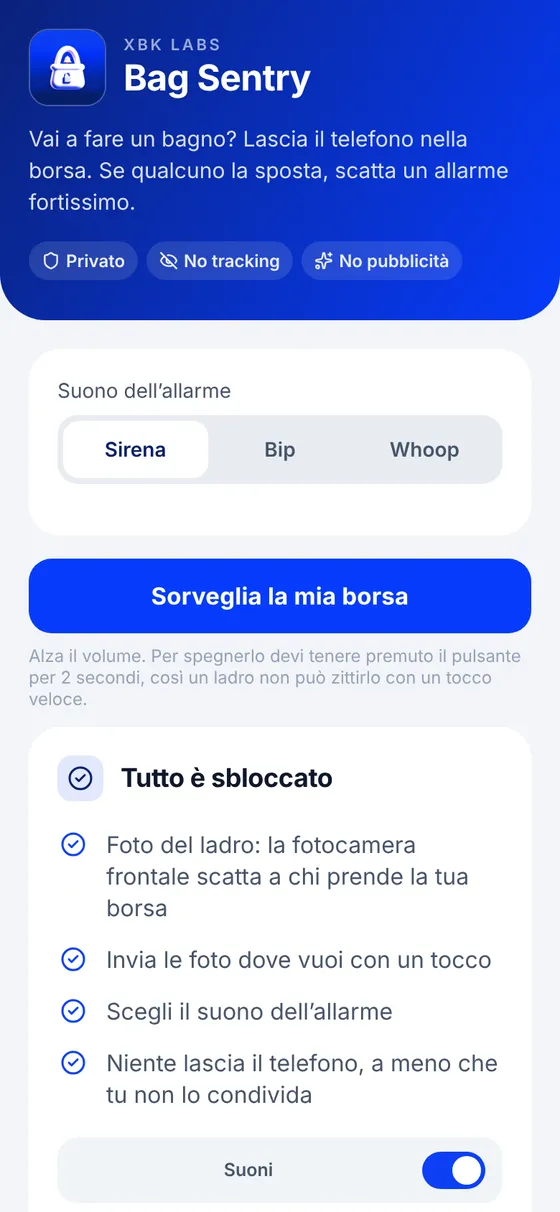 XBK LABS
Bag Sentry
Vai a fare un bagno? Lascia il telefono nella
borsa. Se qualcuno la sposta, scatta un allarme
fortissimo.
Privato
No tracking
No pubblicità
Suono dell’allarme
Sirena
Bip
Whoop
Sorveglia la mia borsa
Alza il volume. Per spegnerlo devi tenere premuto il pulsante
per 2 secondi, così un ladro non può zittirlo con un tocco
veloce.
Tutto è sbloccato
Foto del ladro: la fotocamera
frontale scatta a chi prende la tua
borsa
Invia le foto dove vuoi con un tocco
Scegli il suono dell’allarme
Niente lascia il telefono, a meno che
tu non lo condivida
Suoni